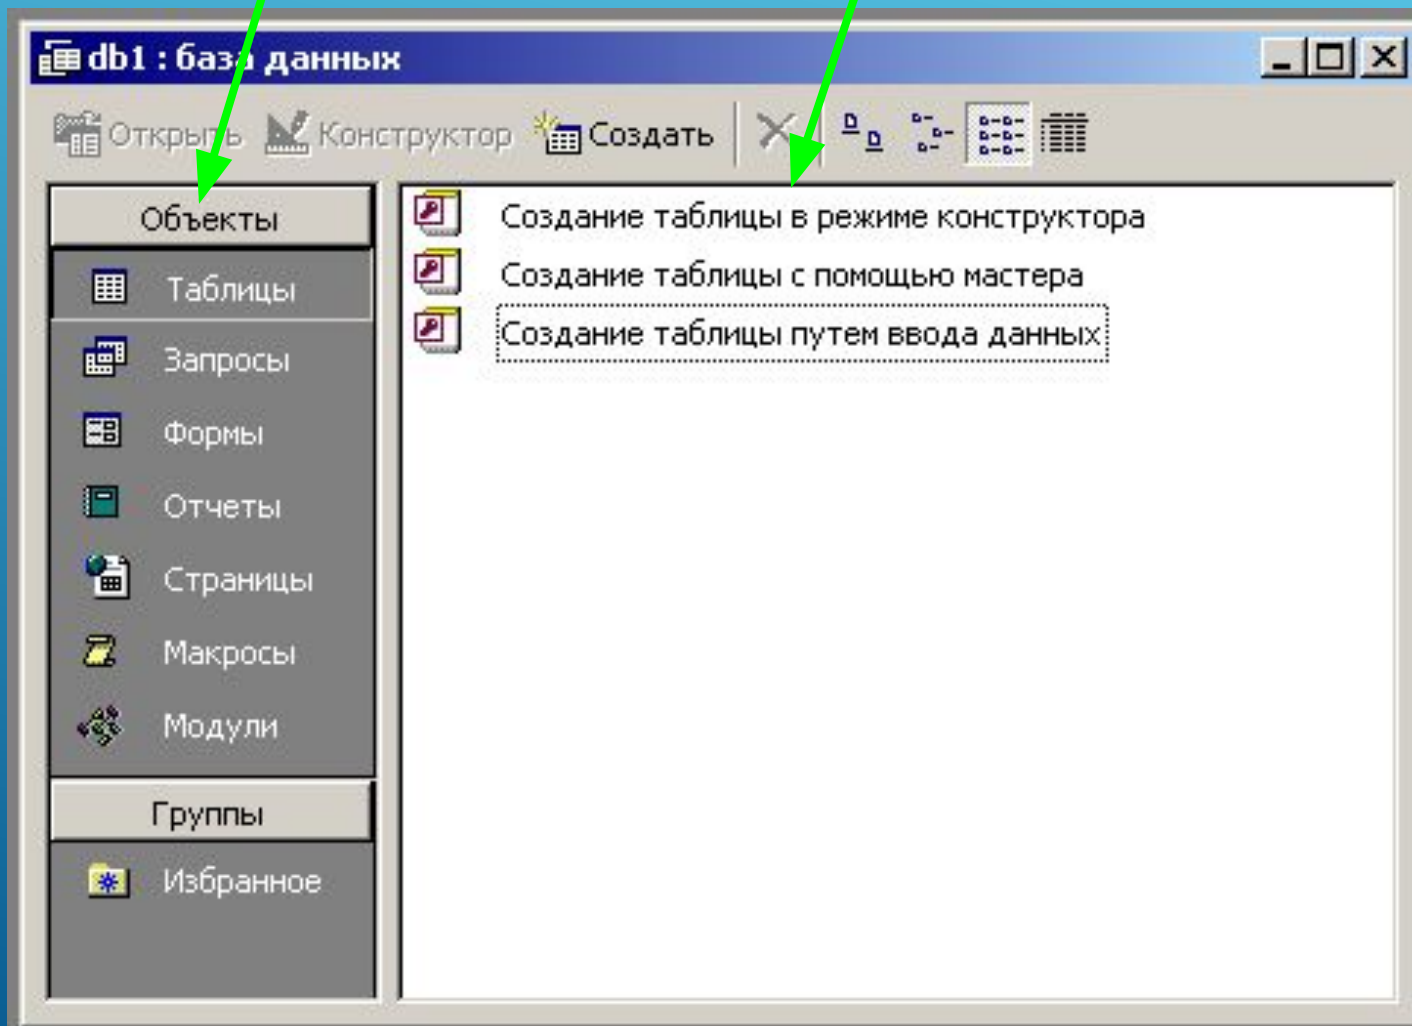 db1 : база данных
Открыть Конструктор Создать
Объекты
Таблицы
Запросы
Формы
Отчеты
Страницы
Макросы
Модули
Группы
Избранное
Создание таблицы в режиме конструктора
Создание таблицы с помощью мастера
Создание таблицы путем ввода данных